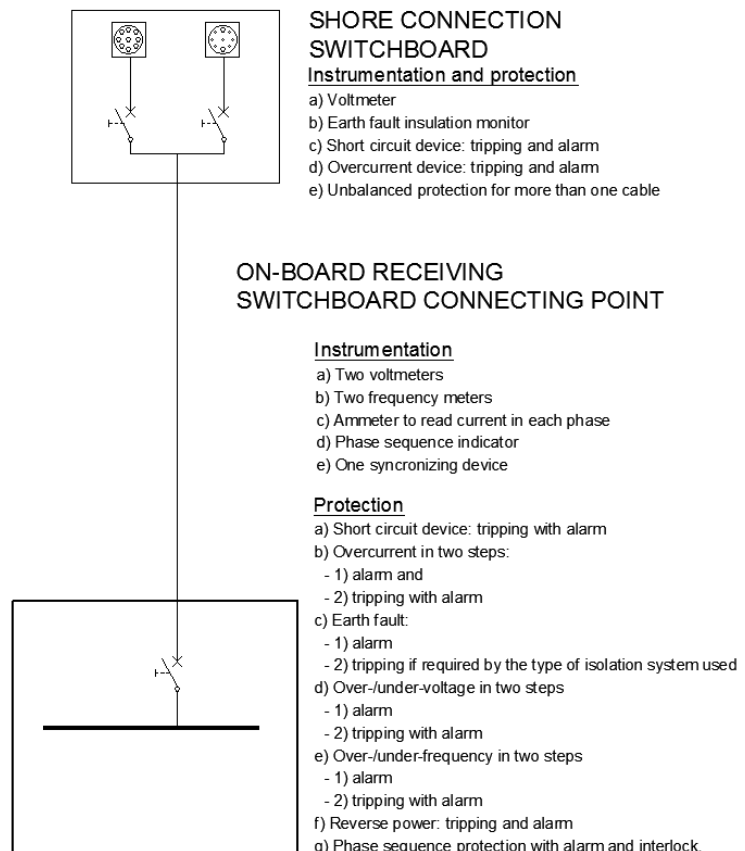 SHORE CONNECTION
SWITCHBOARD
Instrumentation and protection
a) Voltmeter
b) Earth fault insulation monitor
c) Short circuit device: tripping and alarm
d) Overcurrent device: tripping and alarm
e) Unbalanced protection for more than one cable
ON-BOARD RECEIVING
SWITCHBOARD CONNECTING POINT
Instrumentation
a) Two voltmeters
b) Two frequency meters
c) Ammeter to read current in each phase
d) Phase sequence indicator
e) One syncronizing device
Protection
a) Short circuit device: tripping with alarm
b) Overcurrent in two steps:
- 1) alarm and
- 2) tripping with alarm
c) Earth fault:
- 1) alarm
- 2) tripping if required by the type of isolation system used
d) Over-/under-voltage in two steps
- 1) alarm
- 2) tripping with alarm
e) Over-/under-frequency in two steps
- 1) alarm
- 2) tripping with alarm
f) Reverse power: tripping and alarm
g) Phase sequence protection with alarm and interlock.